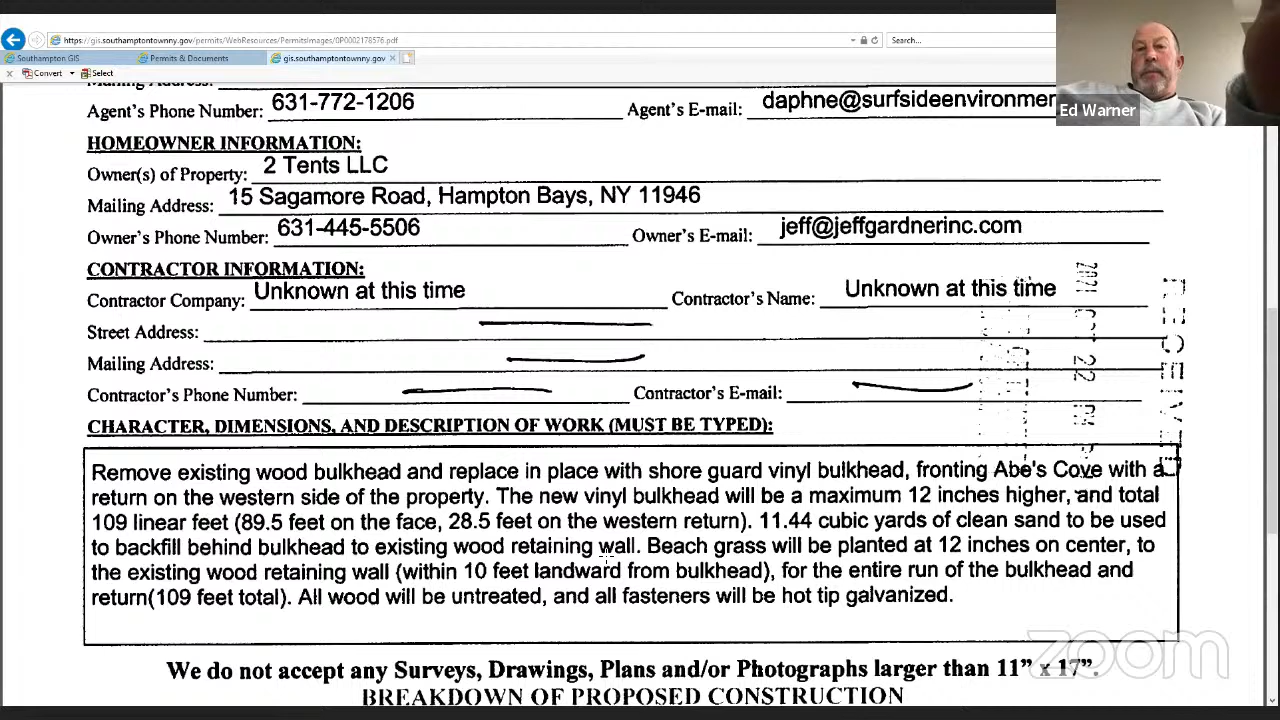 https://gis.southamptontownny.gov/permits/WebResources/PermitsImages/0P0002178576.pdf
Search...
Southampton GIS
Permits & Documents
gis.southamptontownny.gov
Convert
Select
Ed Warner
Mailing Address:
Agent's Phone Number: 631-772-1206 Agent's E-mail: daphne@surfsideenvironmen
HOMEOWNER INFORMATION:
Owner(s) of Property: 2 Tents LLC
Mailing Address: 15 Sagamore Road, Hampton Bays, NY 11946
Owner's Phone Number: 631-445-5506 Owner's E-mail: jeff@jeffgardnerinc.com
CONTRACTOR INFORMATION:
Contractor Company: Unknown at this time Contractor's Name: Unknown at this time
Street Address:
Mailing Address:
Contractor's Phone Number: Contractor's E-mail:
RECEIVED
CHARACTER, DIMENSIONS, AND DESCRIPTION OF WORK (MUST BE TYPED):
Remove existing wood bulkhead and replace in place with shore guard vinyl bulkhead, fronting Abe's Cove with a
return on the western side of the property. The new vinyl bulkhead will be a maximum 12 inches higher, and total
109 linear feet (89.5 feet on the face, 28.5 feet on the western return). 11.44 cubic yards of clean sand to be used
to backfill behind bulkhead to existing wood retaining wall. Beach grass will be planted at 12 inches on center, to
the existing wood retaining wall (within 10 feet landward from bulkhead), for the entire run of the bulkhead and
return(109 feet total). All wood will be untreated, and all fasteners will be hot tip galvanized.
zoom
We do not accept any Surveys, Drawings, Plans and/or Photographs larger than 11" x 17".
BREAKDOWN OF PROPOSED CONSTRUCTION